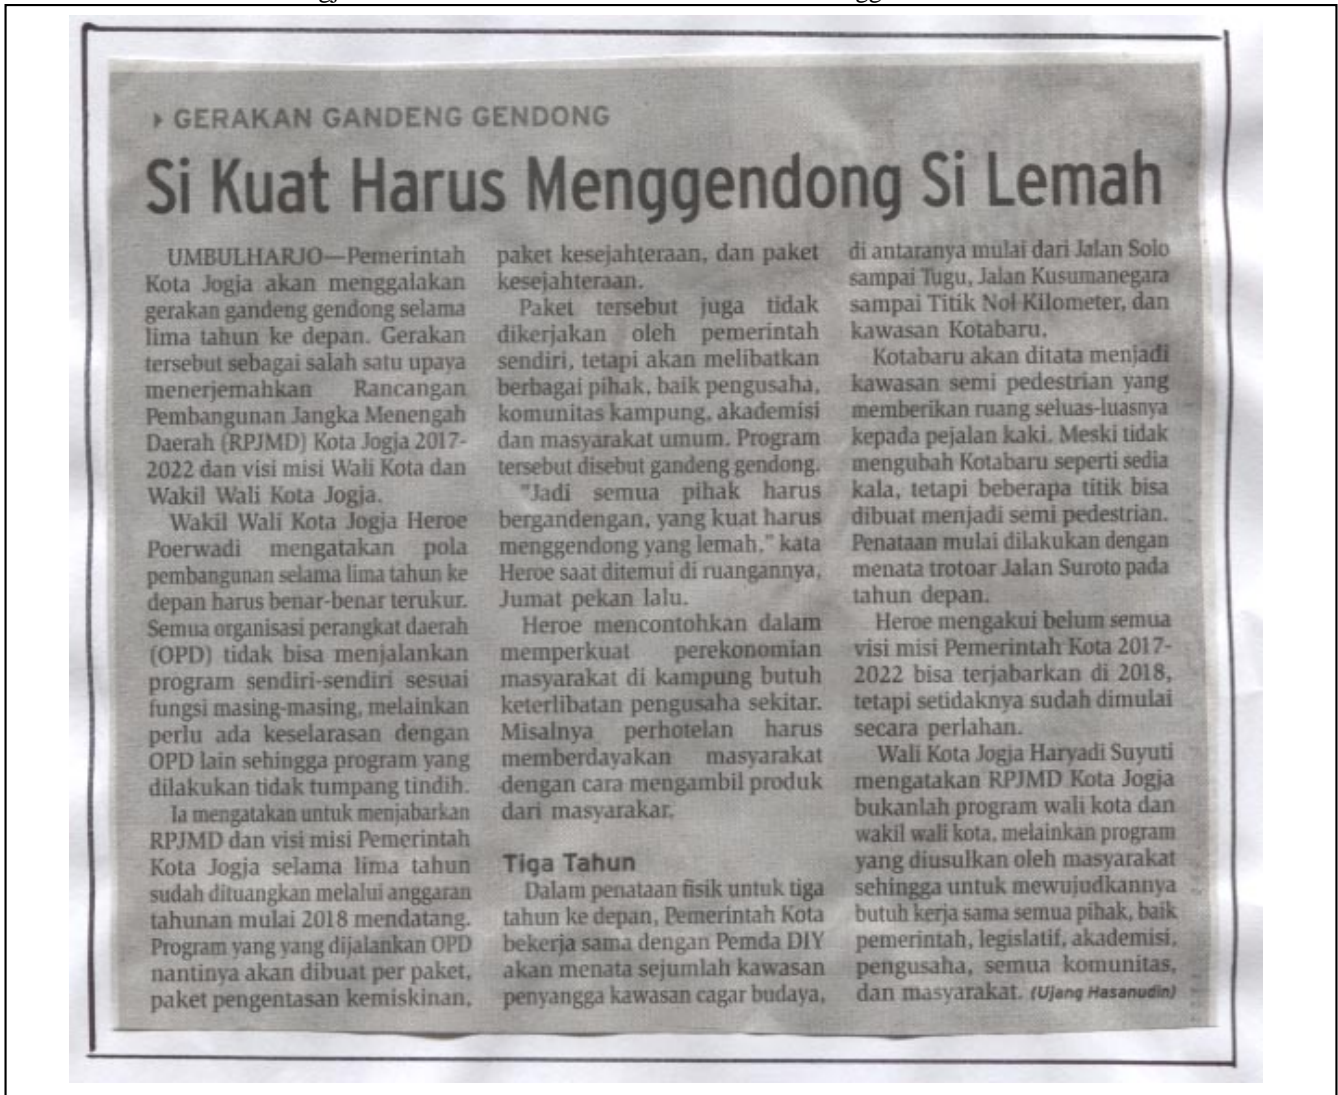 GERAKAN GANDENG GENDONG
Si Kuat Harus Menggendong Si Lemah
UMBULHARJO—Pemerintah
Kota Jogja akan menggalakan
gerakan gandeng gendong selama
lima tahun ke depan. Gerakan
tersebut sebagai salah satu upaya
menerjemahkan Rancangan
Pembangunan Jangka Menengah
Daerah (RPJMD) Kota Jogja 2017-
2022 dan visi misi Wali Kota dan
Wakil Wali Kota Jogja.
Wakil Wali Kota Jogja Heroe
Poerwadi mengatakan pola
pembangunan selama lima tahun ke
depan harus benar-benar terukur.
Semua organisasi perangkat daerah
(OPD) tidak bisa menjalankan
program sendiri-sendiri sesuai
fungsi masing-masing, melainkan
perlu ada keselarasan dengan
OPD lain sehingga program yang
dilakukan tidak tumpang tindih.
Ia mengatakan untuk menjabarkan
RPJMD dan visi misi Pemerintah
Kota Jogja selama lima tahun
sudah dituangkan melalui anggaran
tahunan mulai 2018 mendatang.
Program yang yang dijalankan OPD
nantinya akan dibuat per paket,
paket pengentasan kemiskinan,
paket kesejahteraan, dan paket
kesejahteraan.
Paket tersebut juga tidak
dikerjakan oleh pemerintah
sendiri, tetapi akan melibatkan
berbagai pihak, baik pengusaha,
komunitas kampung, akademisi
dan masyarakat umum. Program
tersebut disebut gandeng gendong.
"Jadi semua pihak harus
bergandengan, yang kuat harus
menggendong yang lemah," kata
Heroe saat ditemui di ruangannya,
Jumat pekan lalu.
Heroe mencontohkan dalam
memperkuat perekonomian
masyarakat di kampung butuh
keterlibatan pengusaha sekitar.
Misalnya perhotelan harus
memberdayakan masyarakat
dengan cara mengambil produk
dari masyarakar.
Tiga Tahun
Dalam penataan fisik untuk tiga
tahun ke depan, Pemerintah Kota
bekerja sama dengan Pemda DIY
akan menata sejumlah kawasan
penyangga kawasan cagar budaya,
di antaranya mulai dari Jalan Solo
sampai Tugu, Jalan Kusumanegara
sampai Titik Nol Kilometer, dan
kawasan Kotabaru.
Kotabaru akan ditata menjadi
kawasan semi pedestrian yang
memberikan ruang seluas-luasnya
kepada pejalan kaki. Meski tidak
mengubah Kotabaru seperti sedia
kala, tetapi beberapa titik bisa
dibuat menjadi semi pedestrian.
Penataan mulai dilakukan dengan
menata trotoar Jalan Suroto pada
tahun depan.
Heroe mengakui belum semua
visi misi Pemerintah Kota 2017-
2022 bisa terjabarkan di 2018,
tetapi setidaknya sudah dimulai
secara perlahan.
Wali Kota Jogja Haryadi Suyuti
mengatakan RPJMD Kota Jogja
bukanlah program wali kota dan
wakil wali kota, melainkan program
yang diusulkan oleh masyarakat
sehingga untuk mewujudkannya
butuh kerja sama semua pihak, baik
pemerintah, legislatif, akademisi,
pengusaha, semua komunitas,
dan masyarakat. (Ujang Hasanudin)